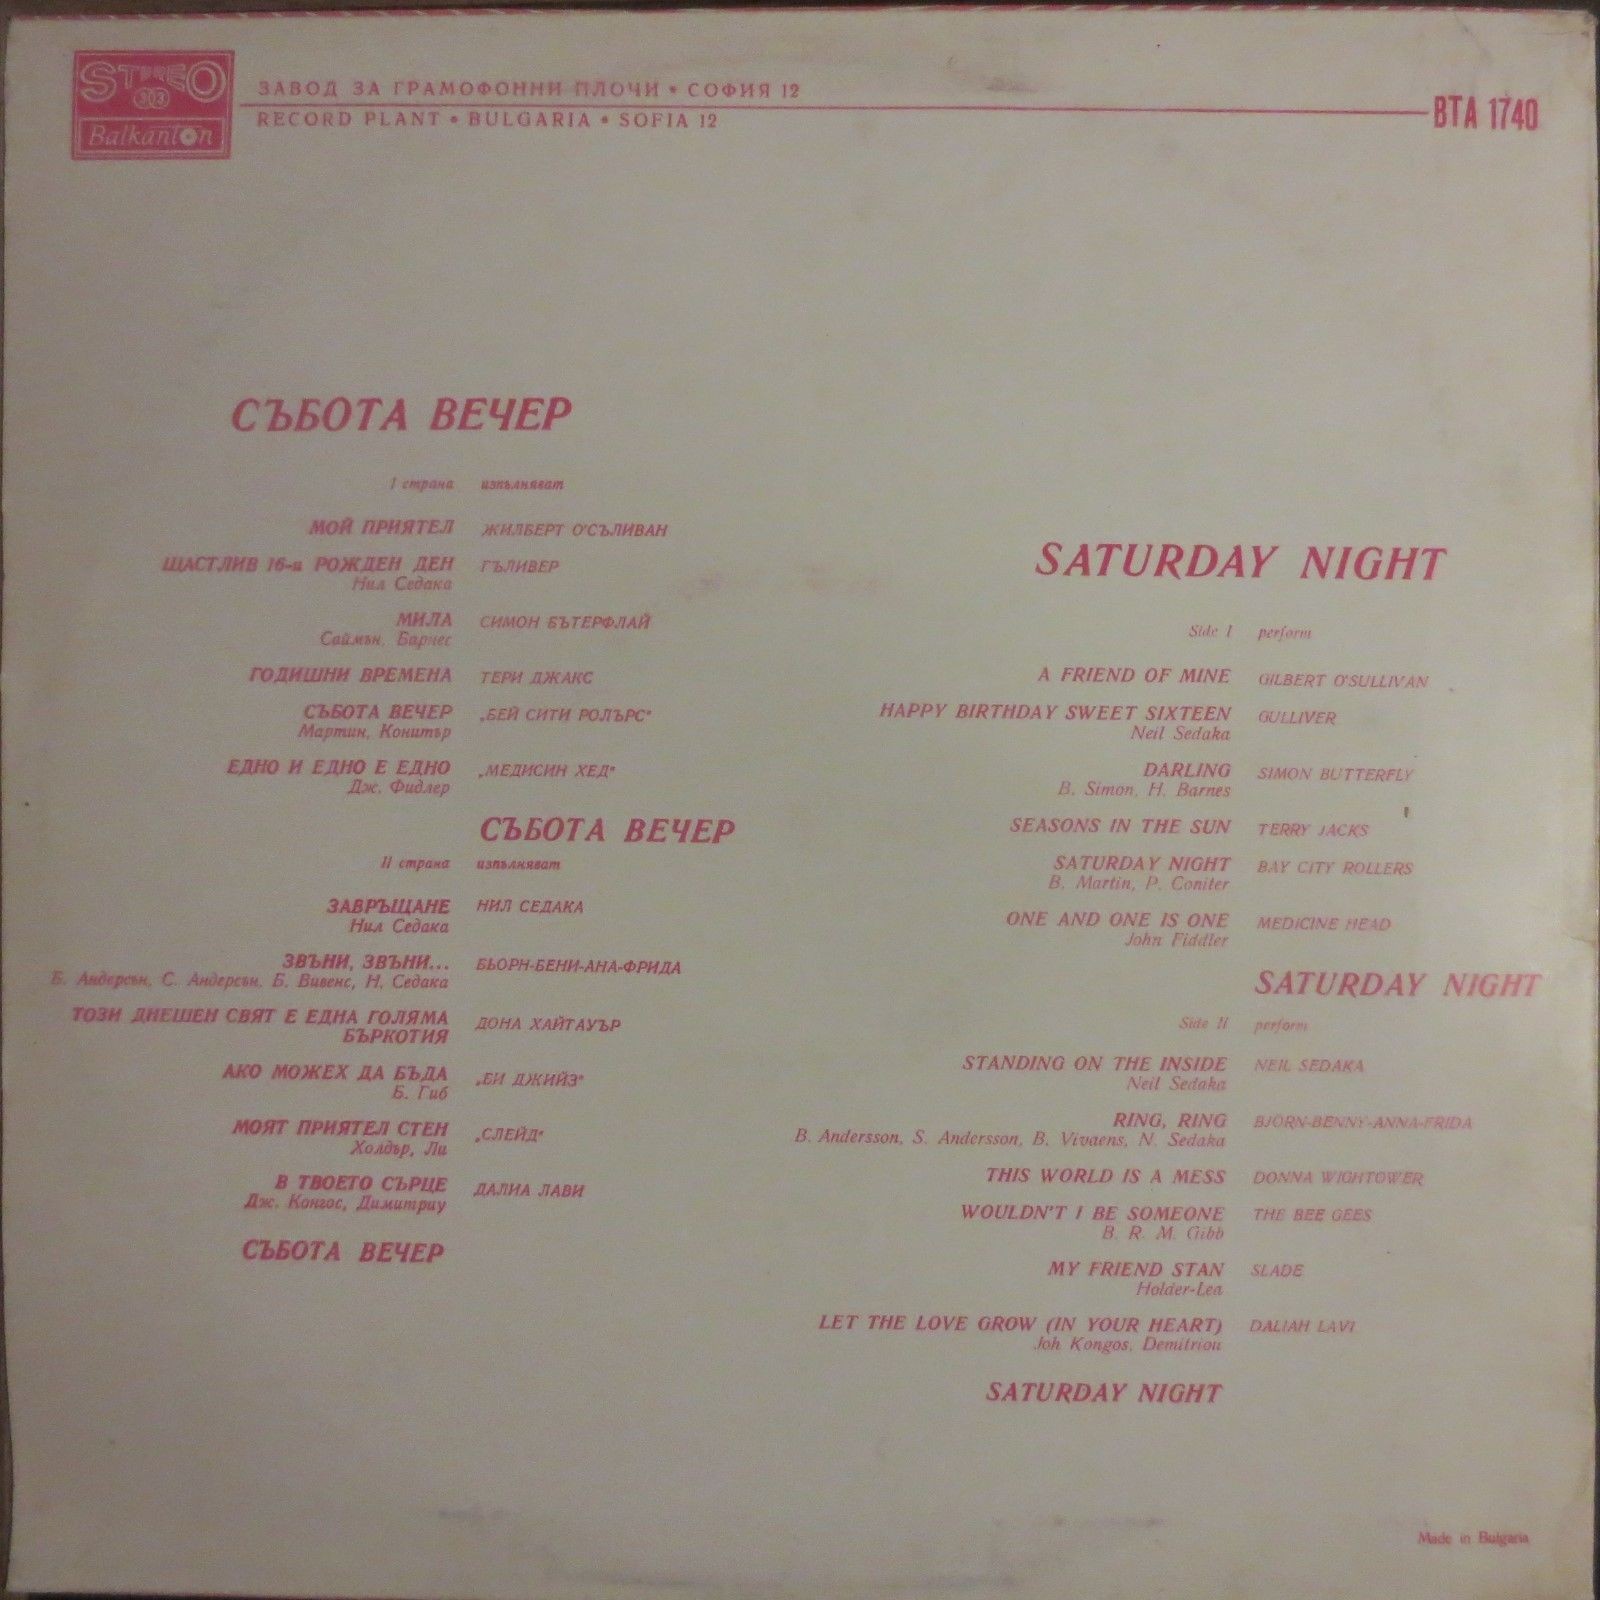 STEREO
303
Balkanton
ЗАВОД ЗА ГРАМОФОННИ ПЛОЧИ • СОФИЯ 12
RECORD PLANT • BULGARIA • SOFIA 12
ВТА 1740
СЪБОТА ВЕЧЕР
I страна изпълняват
МОЙ ПРИЯТЕЛ ЖИЛБЕРТ О'СЪЛИВАН
ЩАСТЛИВ 16-и РОЖДЕН ДЕН ГЪЛИВЕР
Нил Седака
МИЛА СИМОН БЪТЕРФЛАЙ
Саймън, Барнес
ГОДИШНИ ВРЕМЕНА ТЕРИ ДЖАКС
СЪБОТА ВЕЧЕР „БЕЙ СИТИ РОЛЪРС"
Мартин, Конитър
ЕДНО И ЕДНО Е ЕДНО „МЕДИСИН ХЕД"
Дж. Фидлер
СЪБОТА ВЕЧЕР
II страна изпълняват
ЗАВРЪЩАНЕ НИЛ СЕДАКА
Нил Седака
ЗВЪНИ, ЗВЪНИ... БЬОРН-БЕНИ-АНА-ФРИДА
Б. Андерсън, С. Андерсън, Б. Вивенс, Н. Седака
ТОЗИ ДНЕШЕН СВЯТ Е ЕДНА ГОЛЯМА ДОНА ХАЙТАУЪР
БЪРКОТИЯ
АКО МОЖЕХ ДА БЪДА „БИ ДЖИЙЗ"
Б. Гиб
МОЯТ ПРИЯТЕЛ СТЕН „СЛЕЙД"
Холдър, Ли
В ТВОЕТО СЪРЦЕ ДАЛИА ЛАВИ
Дж. Конгос, Димитриу
СЪБОТА ВЕЧЕР
SATURDAY NIGHT
Side I perform
A FRIEND OF MINE GILBERT O'SULLIVAN
HAPPY BIRTHDAY SWEET SIXTEEN GULLIVER
Neil Sedaka
DARLING SIMON BUTTERFLY
B. Simon, H. Barnes
SEASONS IN THE SUN TERRY JACKS
SATURDAY NIGHT BAY CITY ROLLERS
B. Martin, P. Coniter
ONE AND ONE IS ONE MEDICINE HEAD
John Fiddler
SATURDAY NIGHT
Side II perform
STANDING ON THE INSIDE NEIL SEDAKA
Neil Sedaka
RING, RING BJORN-BENNY-ANNA-FRIDA
B. Andersson, S. Andersson, B. Vivaens, N. Sedaka
THIS WORLD IS A MESS DONNA WIGHTOWER
WOULDN'T I BE SOMEONE THE BEE GEES
B. R. M. Gibb
MY FRIEND STAN SLADE
Holder-Lea
LET THE LOVE GROW (IN YOUR HEART) DALIAH LAVI
Joh Kongos, Demitriou
SATURDAY NIGHT
Made in Bulgaria